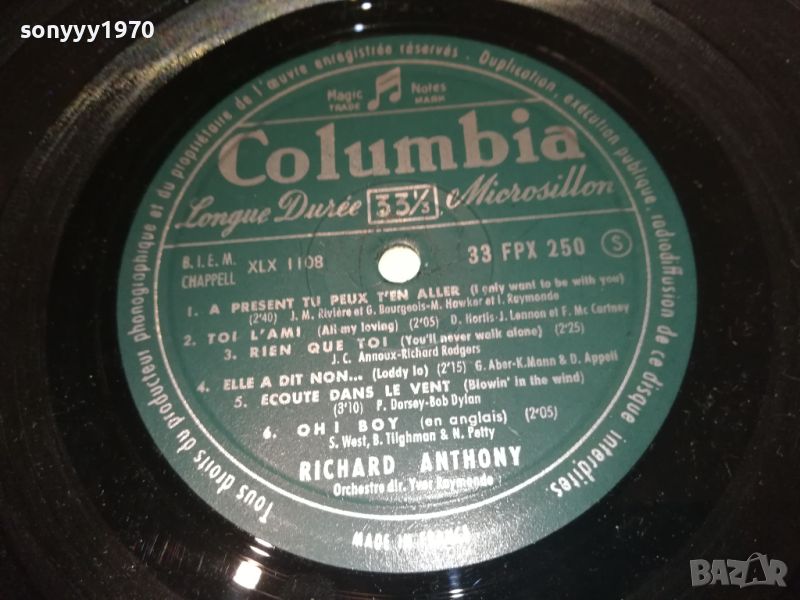 sonyyy1970
Tous droits du producteur phonographique et du propriétaire de l'œuvre enregistrée réservés - Duplication, exécution publique, radiodiffusion de ce disque interdites.
Magic Notes
TRADE MARK
Columbia
Longue Durée 33⅓ Microsillon
B.I.E.M.
CHAPPELL
XLX 1108
33 FPX 250 S
1. A PRESENT TU PEUX T'EN ALLER (I only want to be with you)
(2'40) J. M. Rivière et G. Bourgeois-M. Hawker et I. Raymonde
2. TOI L'AMI (All my loving) (2'05) D. Hortis-J. Lennon et P. Mc Cartney
3. RIEN QUE TOI (You'll never walk alone) (2'25)
J. C. Annoux-Richard Rodgers
4. ELLE A DIT NON... (Loddy lo) (2'15) G. Aber-K. Mann & D. Appell
5. ECOUTE DANS LE VENT (Blowin' in the wind)
(3'10) P. Dorsey-Bob Dylan
6. OH! BOY (en anglais) (2'05)
S. West, B. Tilghman & N. Petty
RICHARD ANTHONY
Orchestre dir. Yvor Raymonde
MADE IN FRANCE
BAZAR